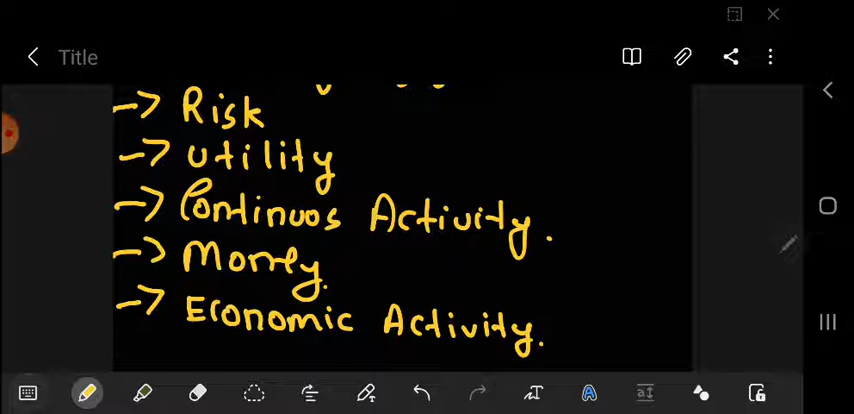 Title
-> Risk
-> Utility
-> Continuos Activity.
-> Money.
-> Economic Activity.